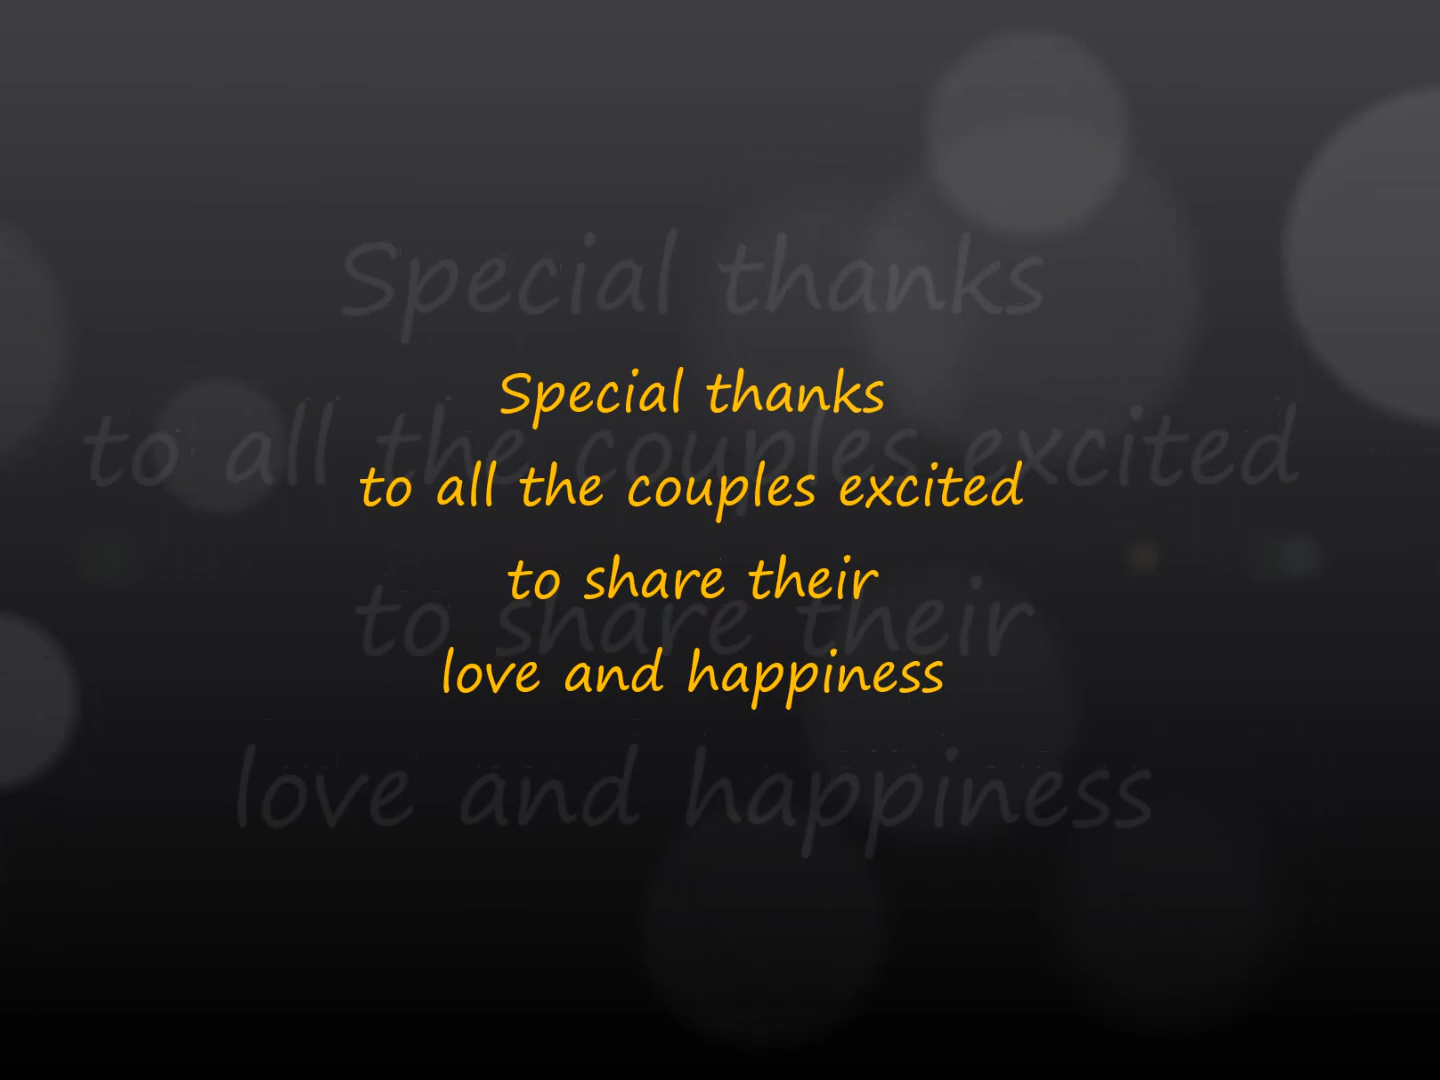 Special thanks
to all the couples excited
to share their
love and happiness